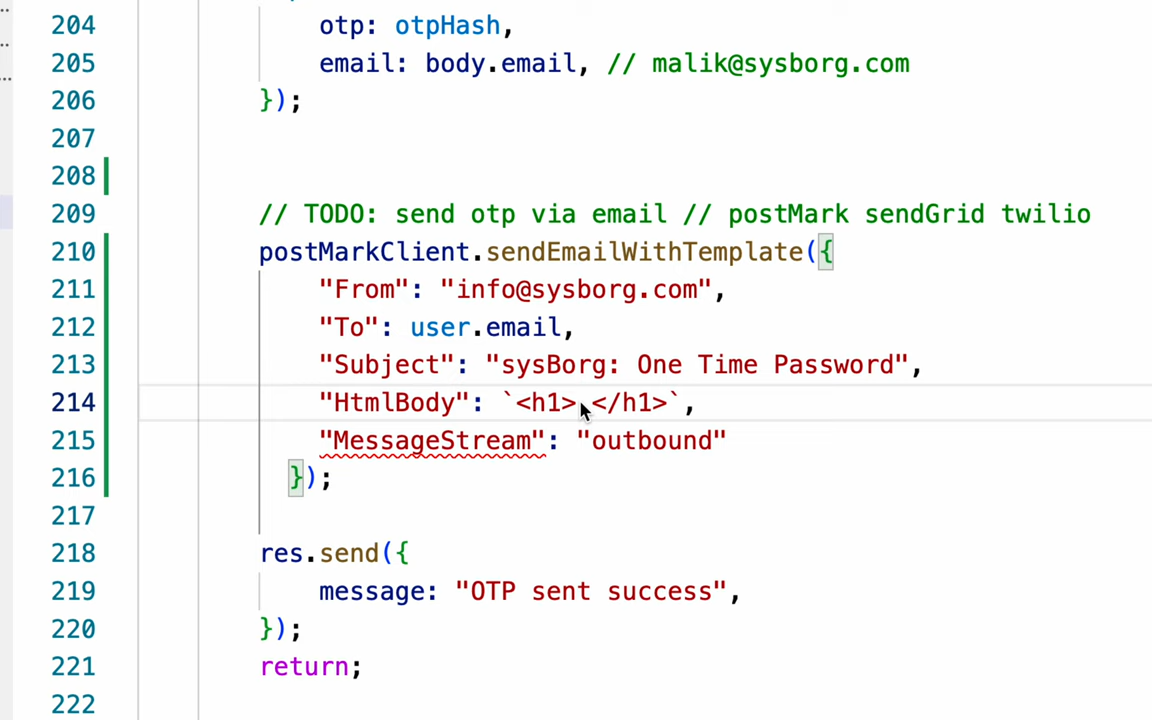 204 otp: otpHash,
205 email: body.email, // malik@sysborg.com
206 });
207
208
209 // TODO: send otp via email // postMark sendGrid twilio
210 postMarkClient.sendEmailWithTemplate({
211 "From": "info@sysborg.com",
212 "To": user.email,
213 "Subject": "sysBorg: One Time Password",
214 "HtmlBody": `<h1> </h1>`,
215 "MessageStream": "outbound"
216 });
217
218 res.send({
219 message: "OTP sent success",
220 });
221 return;
222